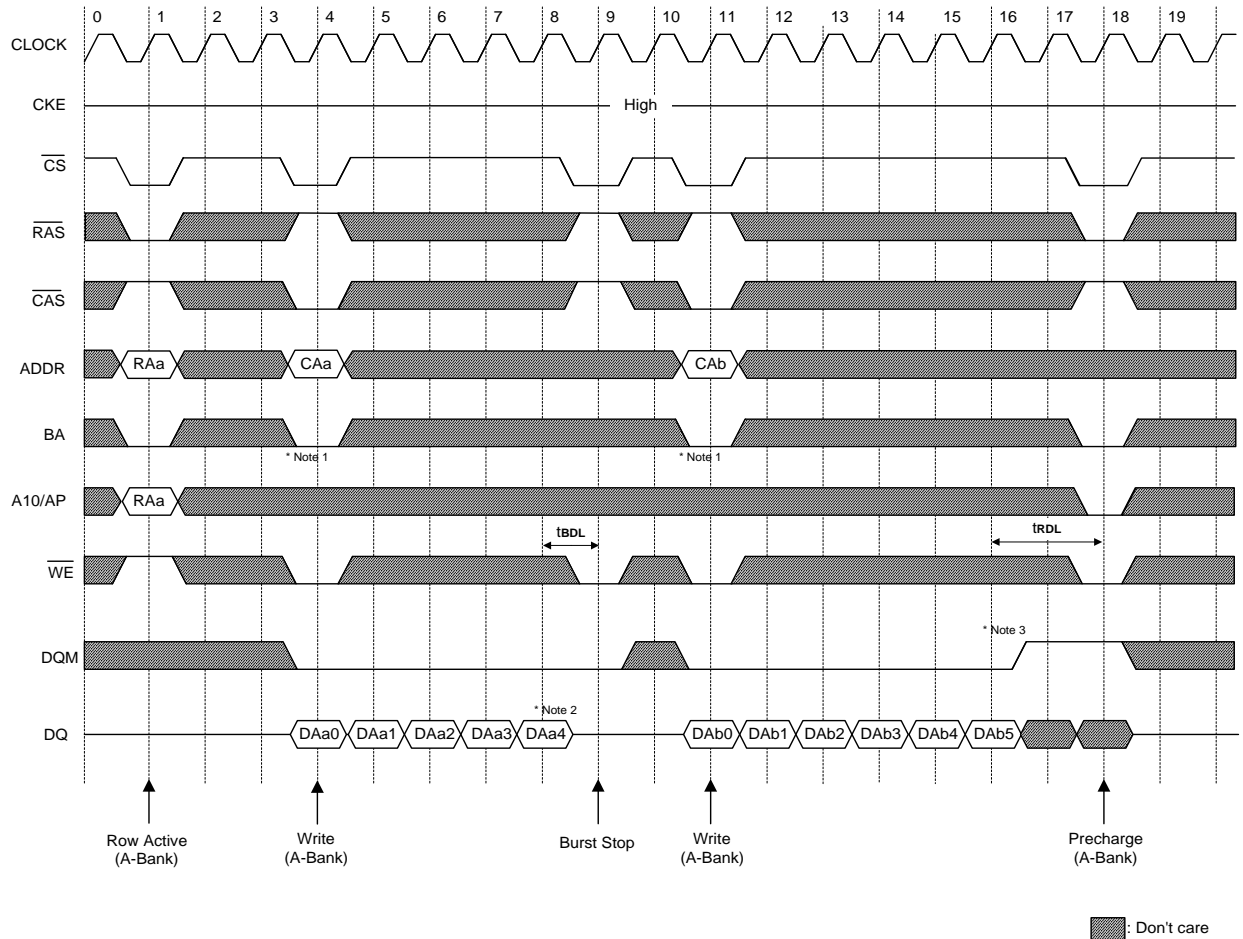 0 1 2 3 4 5 6 7 8 9 10 11 12 13 14 15 16 17 18 19
CLOCK
CKE High
CS
RAS
CAS
ADDR RAa CAa CAb
BA
* Note 1 * Note 1
A10/AP RAa
tBDL tRDL
WE
* Note 3
DQM
* Note 2
DQ DAa0 DAa1 DAa2 DAa3 DAa4 DAb0 DAb1 DAb2 DAb3 DAb4 DAb5
Row Active Write Burst Stop Write Precharge
(A-Bank) (A-Bank) (A-Bank) (A-Bank)
: Don't care